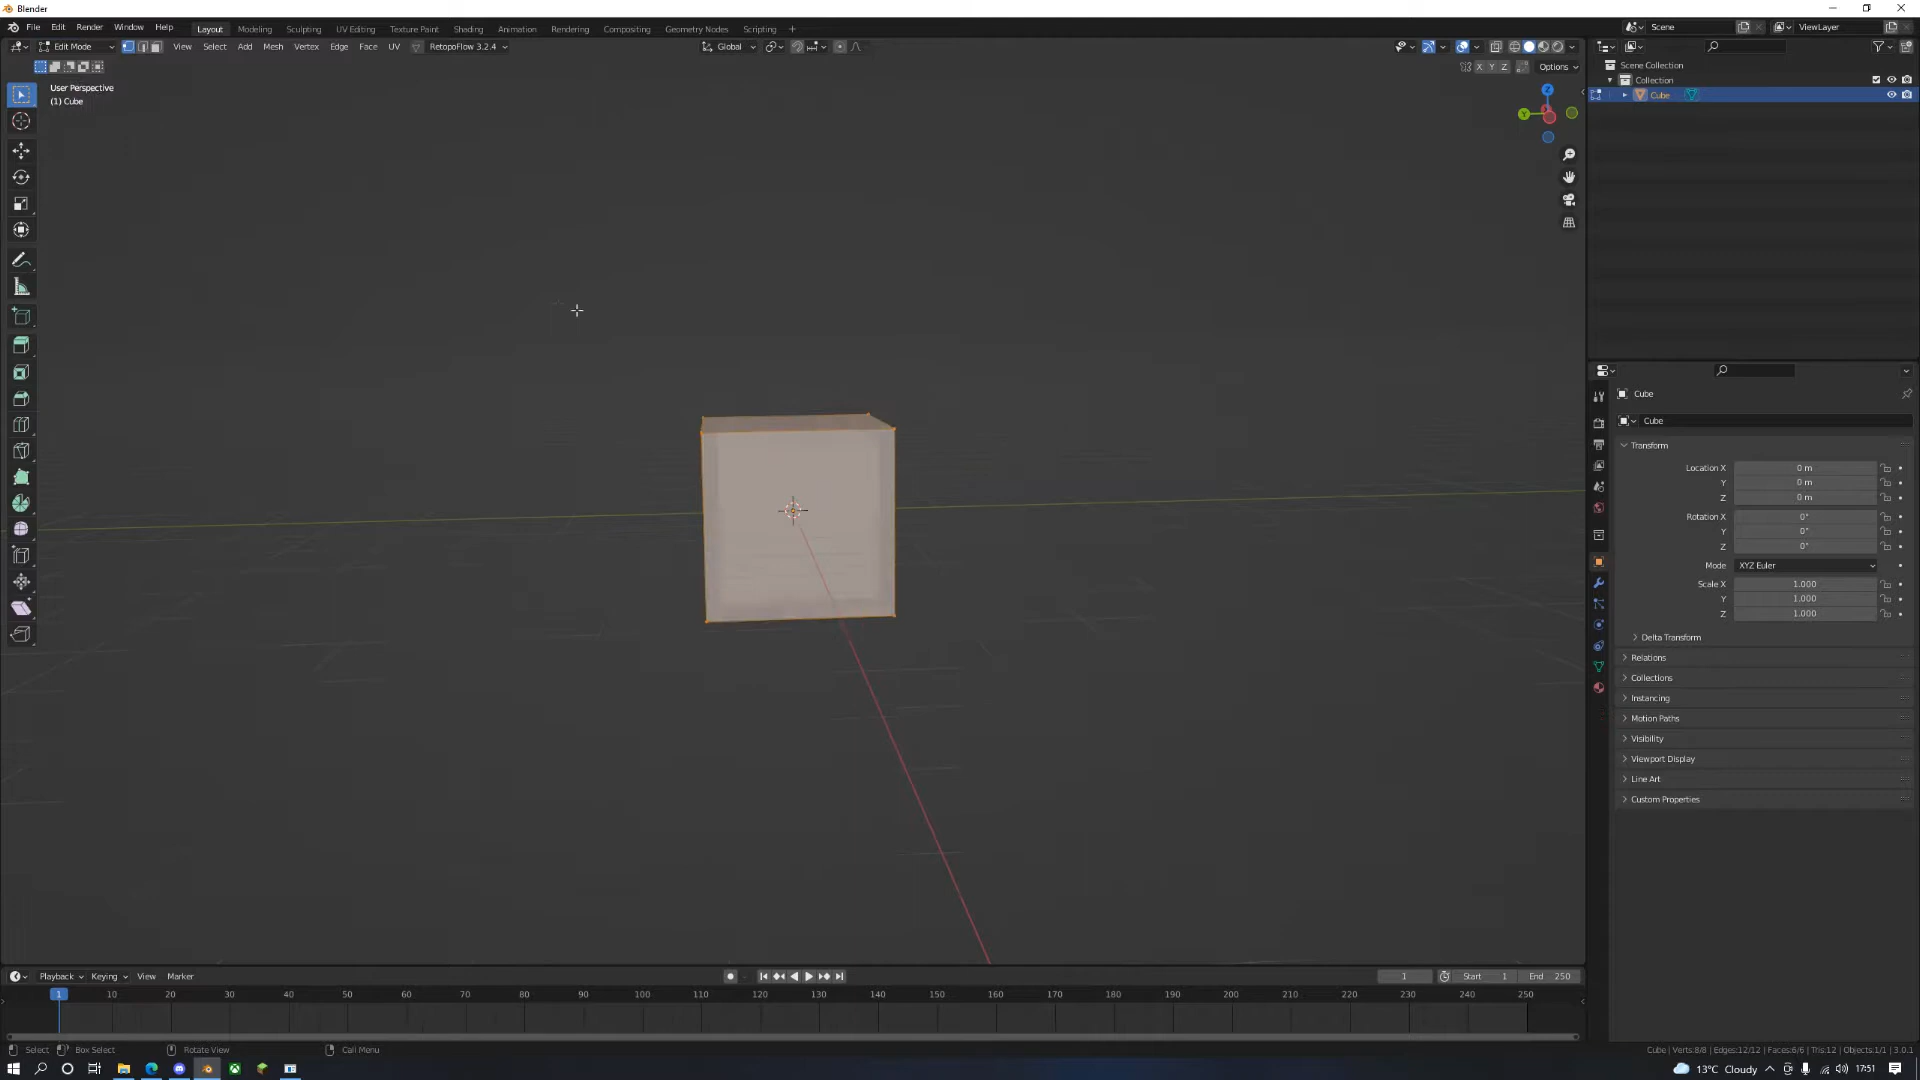 Blender
File Edit Render Window Help Layout Modeling Sculpting UV Editing Texture Paint Shading Animation Rendering Compositing Geometry Nodes Scripting + Scene ViewLayer
Edit Mode View Select Add Mesh Vertex Edge Face UV RetopoFlow 3.2.4 Global
X Y Z Options
User Perspective
(1) Cube
Z
Y
Scene Collection
Collection
Cube
Cube
Cube
Transform
Location X 0 m
Y 0 m
Z 0 m
Rotation X 0°
Y 0°
Z 0°
Mode XYZ Euler
Scale X 1.000
Y 1.000
Z 1.000
Delta Transform
Relations
Collections
Instancing
Motion Paths
Visibility
Viewport Display
Line Art
Custom Properties
Playback Keying View Marker 1 Start 1 End 250
1 10 20 30 40 50 60 70 80 90 100 110 120 130 140 150 160 170 180 190 200 210 220 230 240 250
Select Box Select Rotate View Call Menu Cube | Verts:8/8 | Edges:12/12 | Faces:6/6 | Tris:12 | Objects:1/1 | 3.0.1
13°C Cloudy 17:51